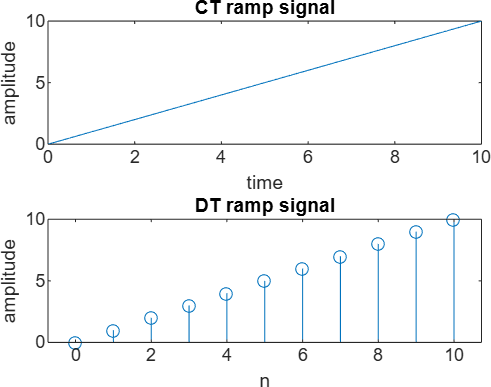 CT ramp signal
10
5
0
amplitude
0 2 4 6 8 10
time
DT ramp signal
10
5
0
amplitude
0 2 4 6 8 10
n